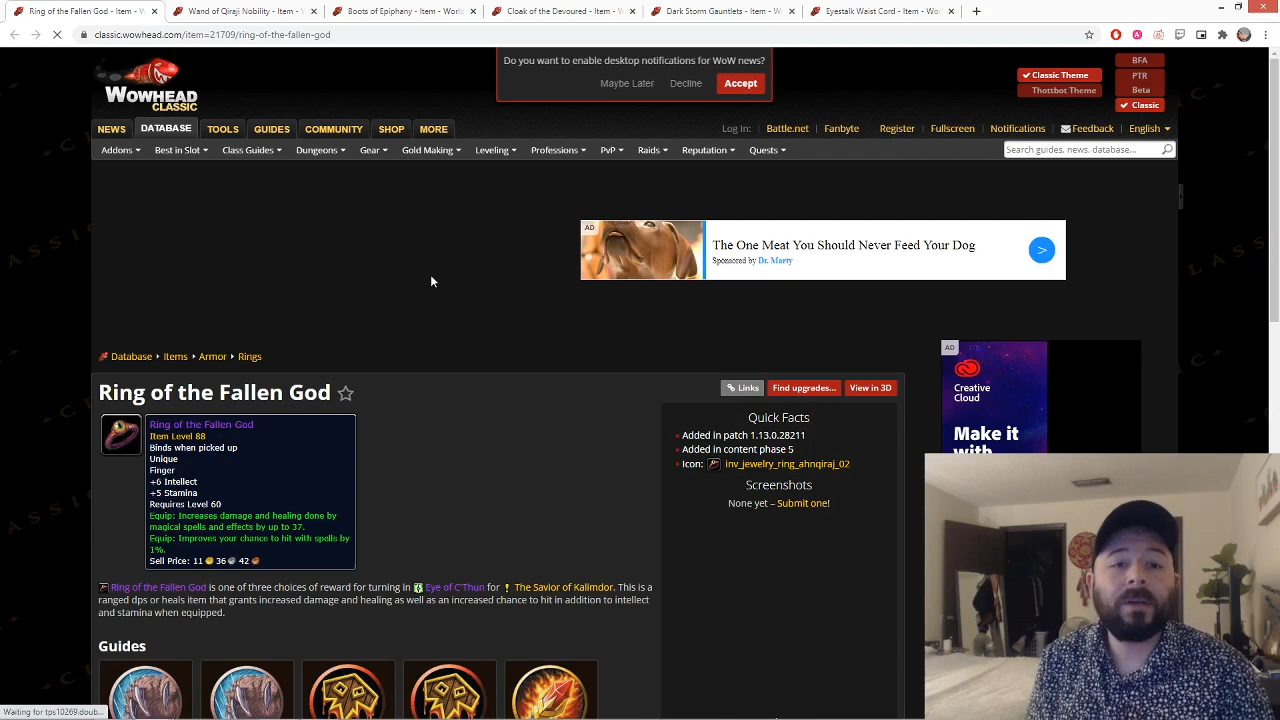 Ring of the Fallen God - Item - W
Wand of Qiraji Nobility - Item - W
Boots of Epiphany - Item - World
Cloak of the Devoured - Item - W
Dark Storm Gauntlets - Item - W
Eyestalk Waist Cord - Item - Wor
classic.wowhead.com/item=21709/ring-of-the-fallen-god
Do you want to enable desktop notifications for WoW news?
Maybe Later Decline Accept
WOWHEAD
CLASSIC
Classic Theme
Thottbot Theme
BFA
PTR
Beta
Classic
NEWS DATABASE TOOLS GUIDES COMMUNITY SHOP MORE
Log In: Battle.net Fanbyte Register Fullscreen Notifications Feedback English
Addons Best in Slot Class Guides Dungeons Gear Gold Making Leveling Professions PvP Raids Reputation Quests
Search guides, news, database...
AD
The One Meat You Should Never Feed Your Dog
Sponsored by Dr. Marty
>
Database Items Armor Rings
Ring of the Fallen God
Links Find upgrades... View in 3D
Ring of the Fallen God
Item Level 88
Binds when picked up
Unique
Finger
+6 Intellect
+5 Stamina
Requires Level 60
Equip: Increases damage and healing done by
magical spells and effects by up to 37.
Equip: Improves your chance to hit with spells by
1%.
Sell Price: 11 36 42
Quick Facts
Added in patch 1.13.0.28211
Added in content phase 5
Icon: inv_jewelry_ring_ahnqiraj_02
Screenshots
None yet – Submit one!
AD
Creative
Cloud
Make it
with
Ring of the Fallen God is one of three choices of reward for turning in Eye of C'Thun for The Savior of Kalimdor. This is a
ranged dps or heals item that grants increased damage and healing as well as an increased chance to hit in addition to intellect
and stamina when equipped.
Guides
Waiting for tps10269.doub...